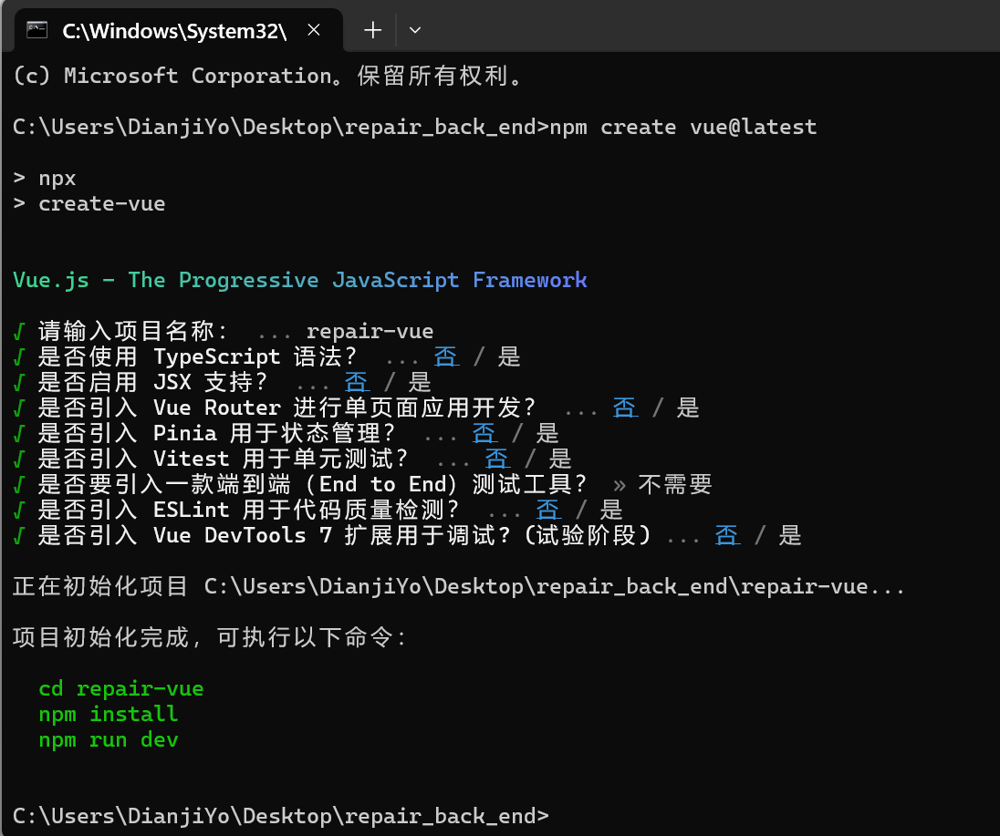 C:\Windows\System32\
(c) Microsoft Corporation。保留所有权利。
C:\Users\DianjiYo\Desktop\repair_back_end>npm create vue@latest
> npx
> create-vue
Vue.js - The Progressive JavaScript Framework
√ 请输入项目名称： ... repair-vue
√ 是否使用 TypeScript 语法？ ... 否 / 是
√ 是否启用 JSX 支持？ ... 否 / 是
√ 是否引入 Vue Router 进行单页面应用开发？ ... 否 / 是
√ 是否引入 Pinia 用于状态管理？ ... 否 / 是
√ 是否引入 Vitest 用于单元测试？ ... 否 / 是
√ 是否要引入一款端到端（End to End）测试工具？ » 不需要
√ 是否引入 ESLint 用于代码质量检测？ ... 否 / 是
√ 是否引入 Vue DevTools 7 扩展用于调试？(试验阶段) ... 否 / 是
正在初始化项目 C:\Users\DianjiYo\Desktop\repair_back_end\repair-vue...
项目初始化完成，可执行以下命令：
cd repair-vue
npm install
npm run dev
C:\Users\DianjiYo\Desktop\repair_back_end>